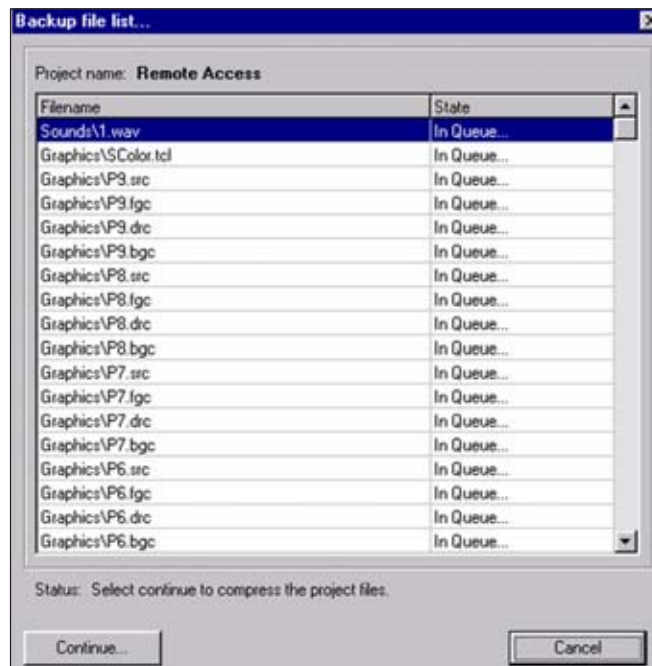 Backup file list...
Project name: Remote Access
Filename State
Sounds\1.wav In Queue...
Graphics\SColor.tcl In Queue...
Graphics\P9.src In Queue...
Graphics\P9.fgc In Queue...
Graphics\P9.drc In Queue...
Graphics\P9.bgc In Queue...
Graphics\P8.src In Queue...
Graphics\P8.fgc In Queue...
Graphics\P8.drc In Queue...
Graphics\P8.bgc In Queue...
Graphics\P7.src In Queue...
Graphics\P7.fgc In Queue...
Graphics\P7.drc In Queue...
Graphics\P7.bgc In Queue...
Graphics\P6.src In Queue...
Graphics\P6.fgc In Queue...
Graphics\P6.drc In Queue...
Graphics\P6.bgc In Queue...
Status: Select continue to compress the project files.
Continue... Cancel